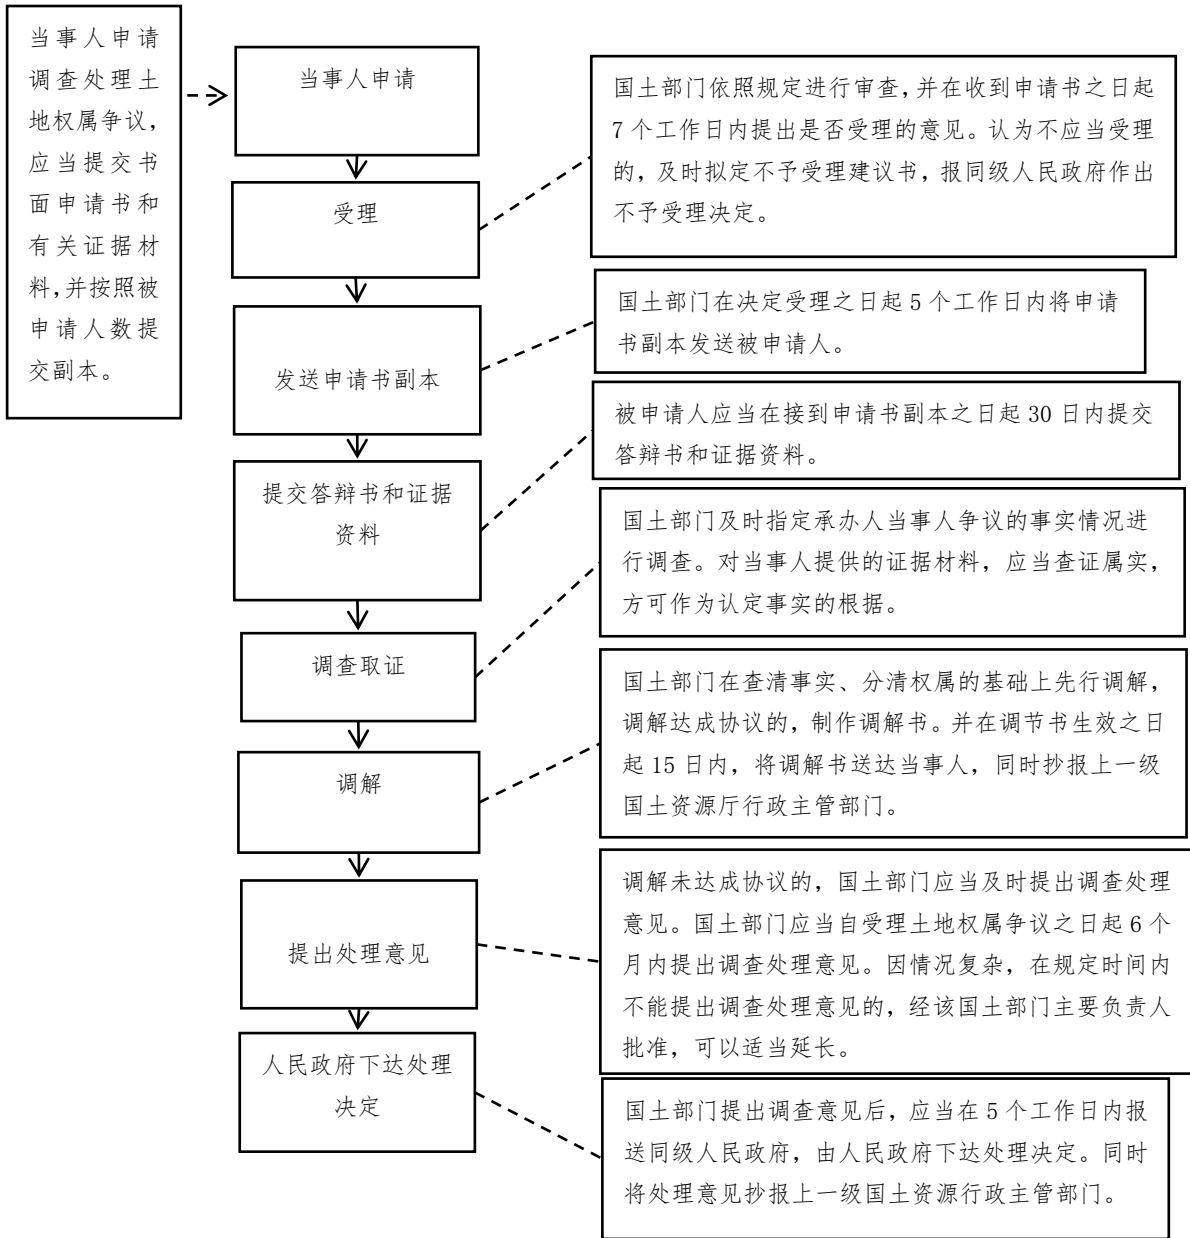 当事人申请
调查处理土
地权属争议，
应当提交书
面申请书和
有关证据材
料，并按照被
申请人数提
交副本。
当事人申请
国土部门依照规定进行审查，并在收到申请书之日起
7 个工作日内提出是否受理的意见。认为不应当受理
的，及时拟定不予受理建议书，报同级人民政府作出
不予受理决定。
受理
国土部门在决定受理之日起 5 个工作日内将申请
书副本发送被申请人。
发送申请书副本
被申请人应当在接到申请书副本之日起 30 日内提交
答辩书和证据资料。
提交答辩书和证据
资料
国土部门及时指定承办人当事人争议的事实情况进
行调查。对当事人提供的证据材料，应当查证属实，
方可作为认定事实的根据。
调查取证
国土部门在查清事实、分清权属的基础上先行调解，
调解达成协议的，制作调解书。并在调节书生效之日
起 15 日内，将调解书送达当事人，同时抄报上一级
国土资源厅行政主管部门。
调解
调解未达成协议的，国土部门应当及时提出调查处理
意见。国土部门应当自受理土地权属争议之日起 6 个
月内提出调查处理意见。因情况复杂，在规定时间内
不能提出调查处理意见的，经该国土部门主要负责人
批准，可以适当延长。
提出处理意见
人民政府下达处理
决定
国土部门提出调查意见后，应当在 5 个工作日内报
送同级人民政府，由人民政府下达处理决定。同时
将处理意见抄报上一级国土资源行政主管部门。